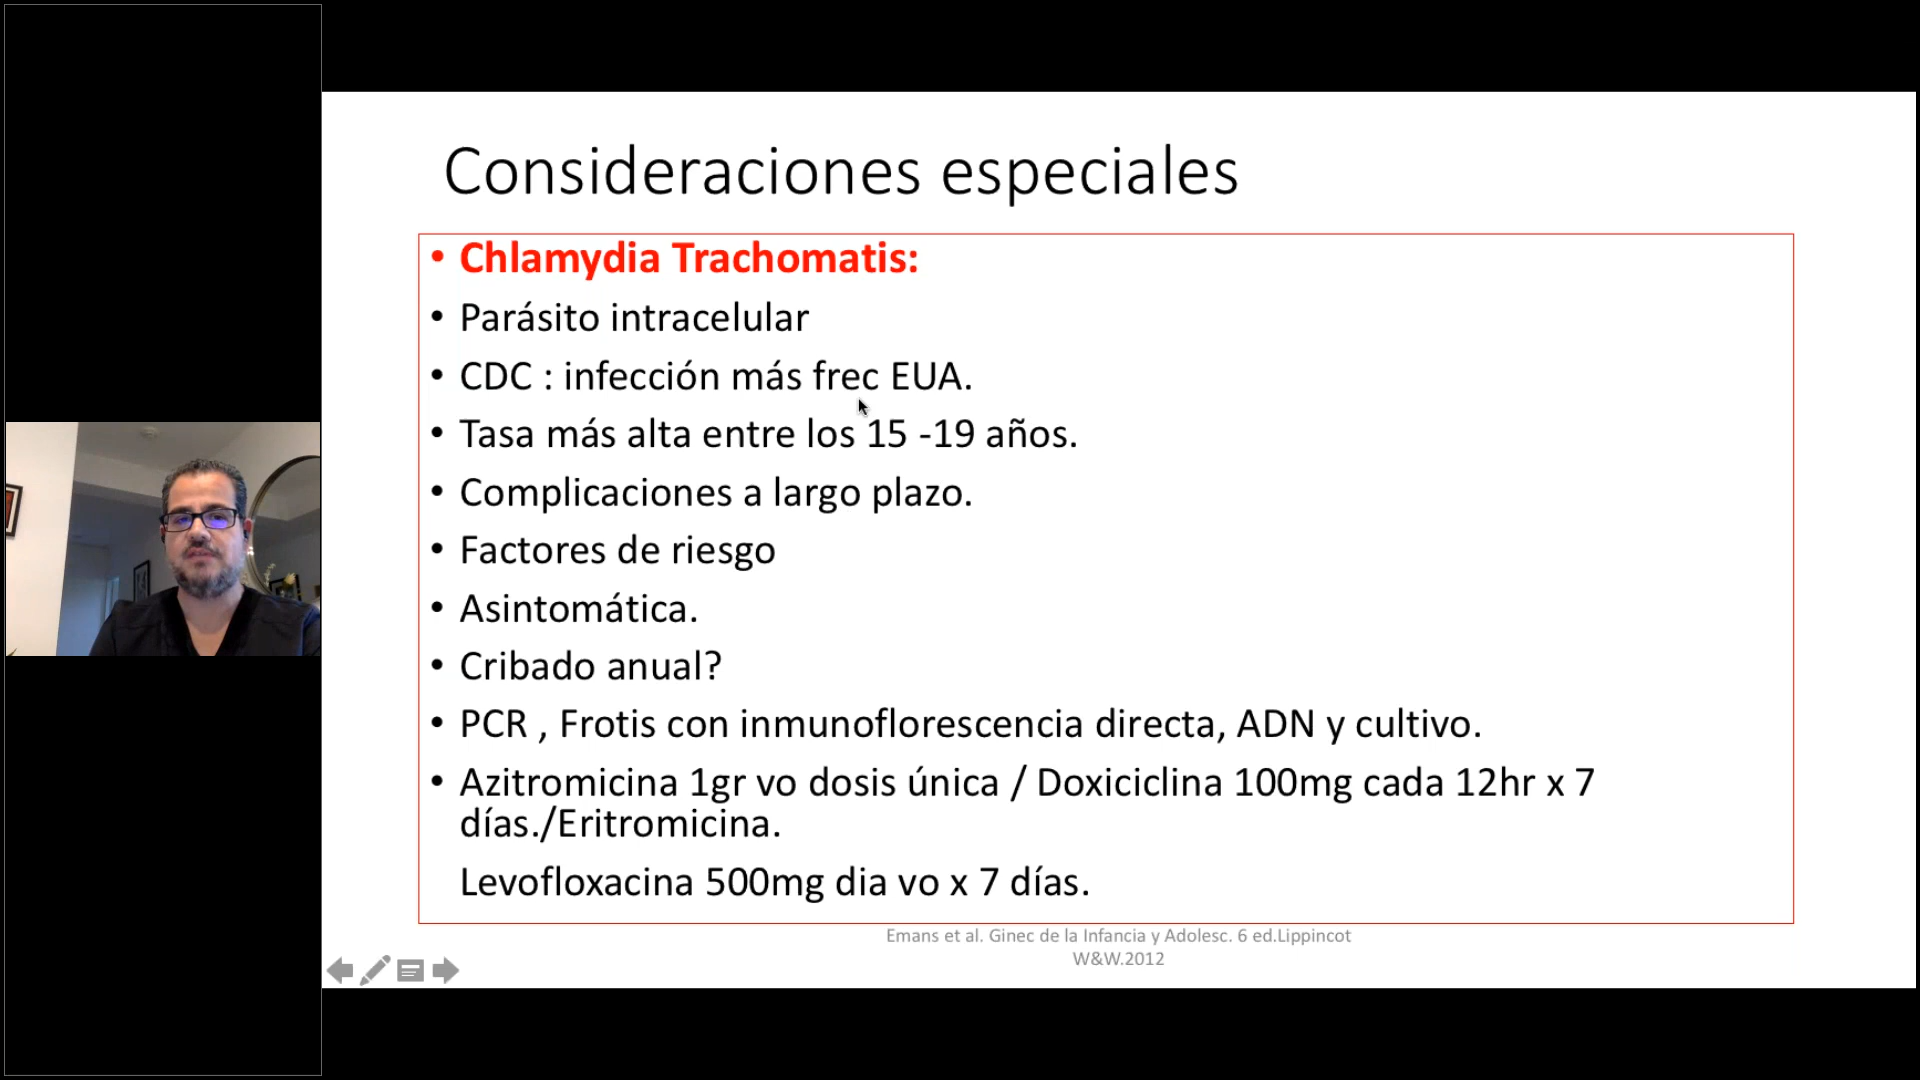 Consideraciones especiales
• Chlamydia Trachomatis:
• Parásito intracelular
• CDC : infección más frec EUA.
• Tasa más alta entre los 15 -19 años.
• Complicaciones a largo plazo.
• Factores de riesgo
• Asintomática.
• Cribado anual?
• PCR , Frotis con inmunoflorescencia directa, ADN y cultivo.
• Azitromicina 1gr vo dosis única / Doxiciclina 100mg cada 12hr x 7
días./Eritromicina.
Levofloxacina 500mg dia vo x 7 días.
Emans et al. Ginec de la Infancia y Adolesc. 6 ed.Lippincot
W&W.2012